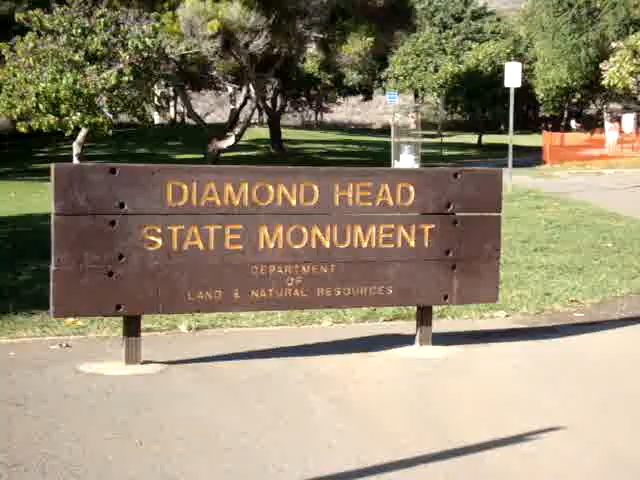 DIAMOND HEAD
STATE MONUMENT
DEPARTMENT
OF
LAND & NATURAL RESOURCES